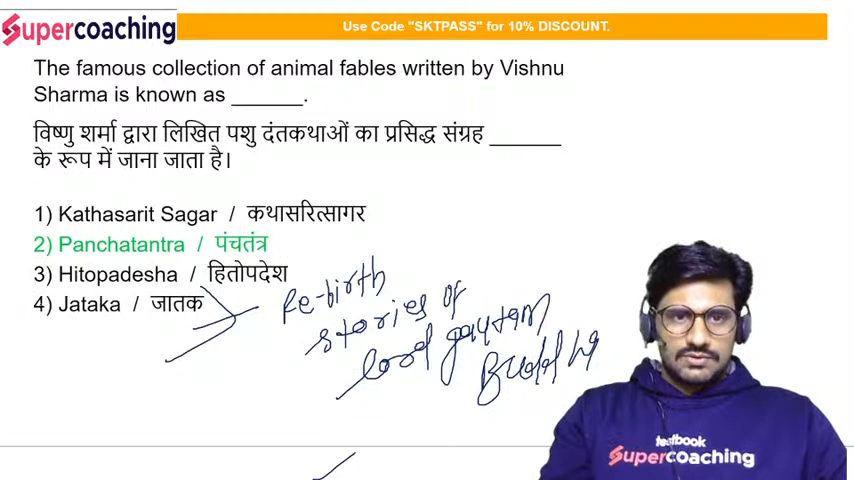 Supercoaching
Use Code "SKTPASS" for 10% DISCOUNT.
The famous collection of animal fables written by Vishnu
Sharma is known as ______.
विष्णु शर्मा द्वारा लिखित पशु दंतकथाओं का प्रसिद्ध संग्रह ______
के रूप में जाना जाता है।
1) Kathasarit Sagar / कथासरित्सागर
2) Panchatantra / पंचतंत्र
3) Hitopadesha / हितोपदेश
4) Jataka / जातक
Re-birth
stories of
lord gautam
Buddha
testbook
Supercoaching